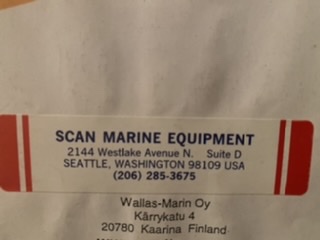 SCAN MARINE EQUIPMENT
2144 Westlake Avenue N. Suite D
SEATTLE, WASHINGTON 98109 USA
(206) 285-3675
Wallas-Marin Oy
Kärrykatu 4
20780 Kaarina Finland